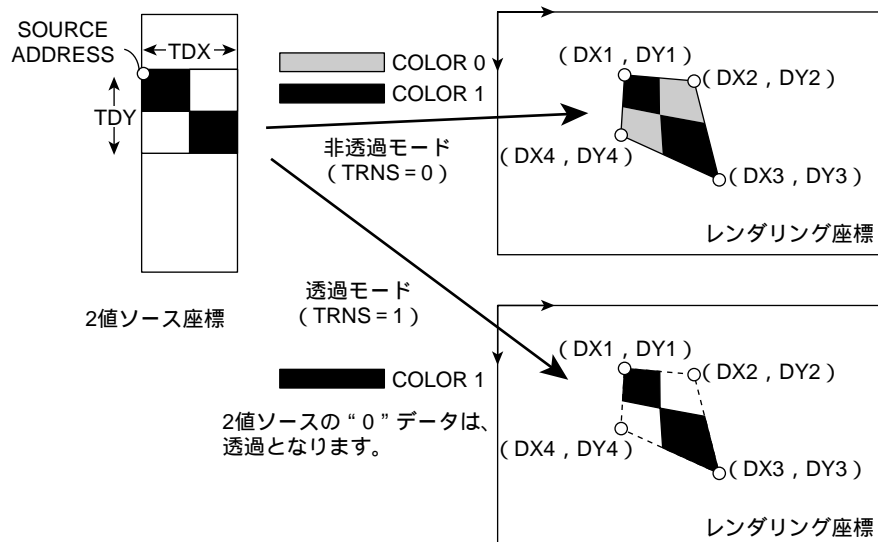 SOURCE
ADDRESS
TDX
TDY
2値ソース座標
COLOR 0
COLOR 1
非透過モード
（TRNS = 0）
（DX1 , DY1）
（DX2 , DY2）
（DX4 , DY4）
（DX3 , DY3）
レンダリング座標
透過モード
（TRNS = 1）
COLOR 1
2値ソースの “ 0 ” データは、
透過となります。
（DX1 , DY1）
（DX2 , DY2）
（DX4 , DY4）
（DX3 , DY3）
レンダリング座標